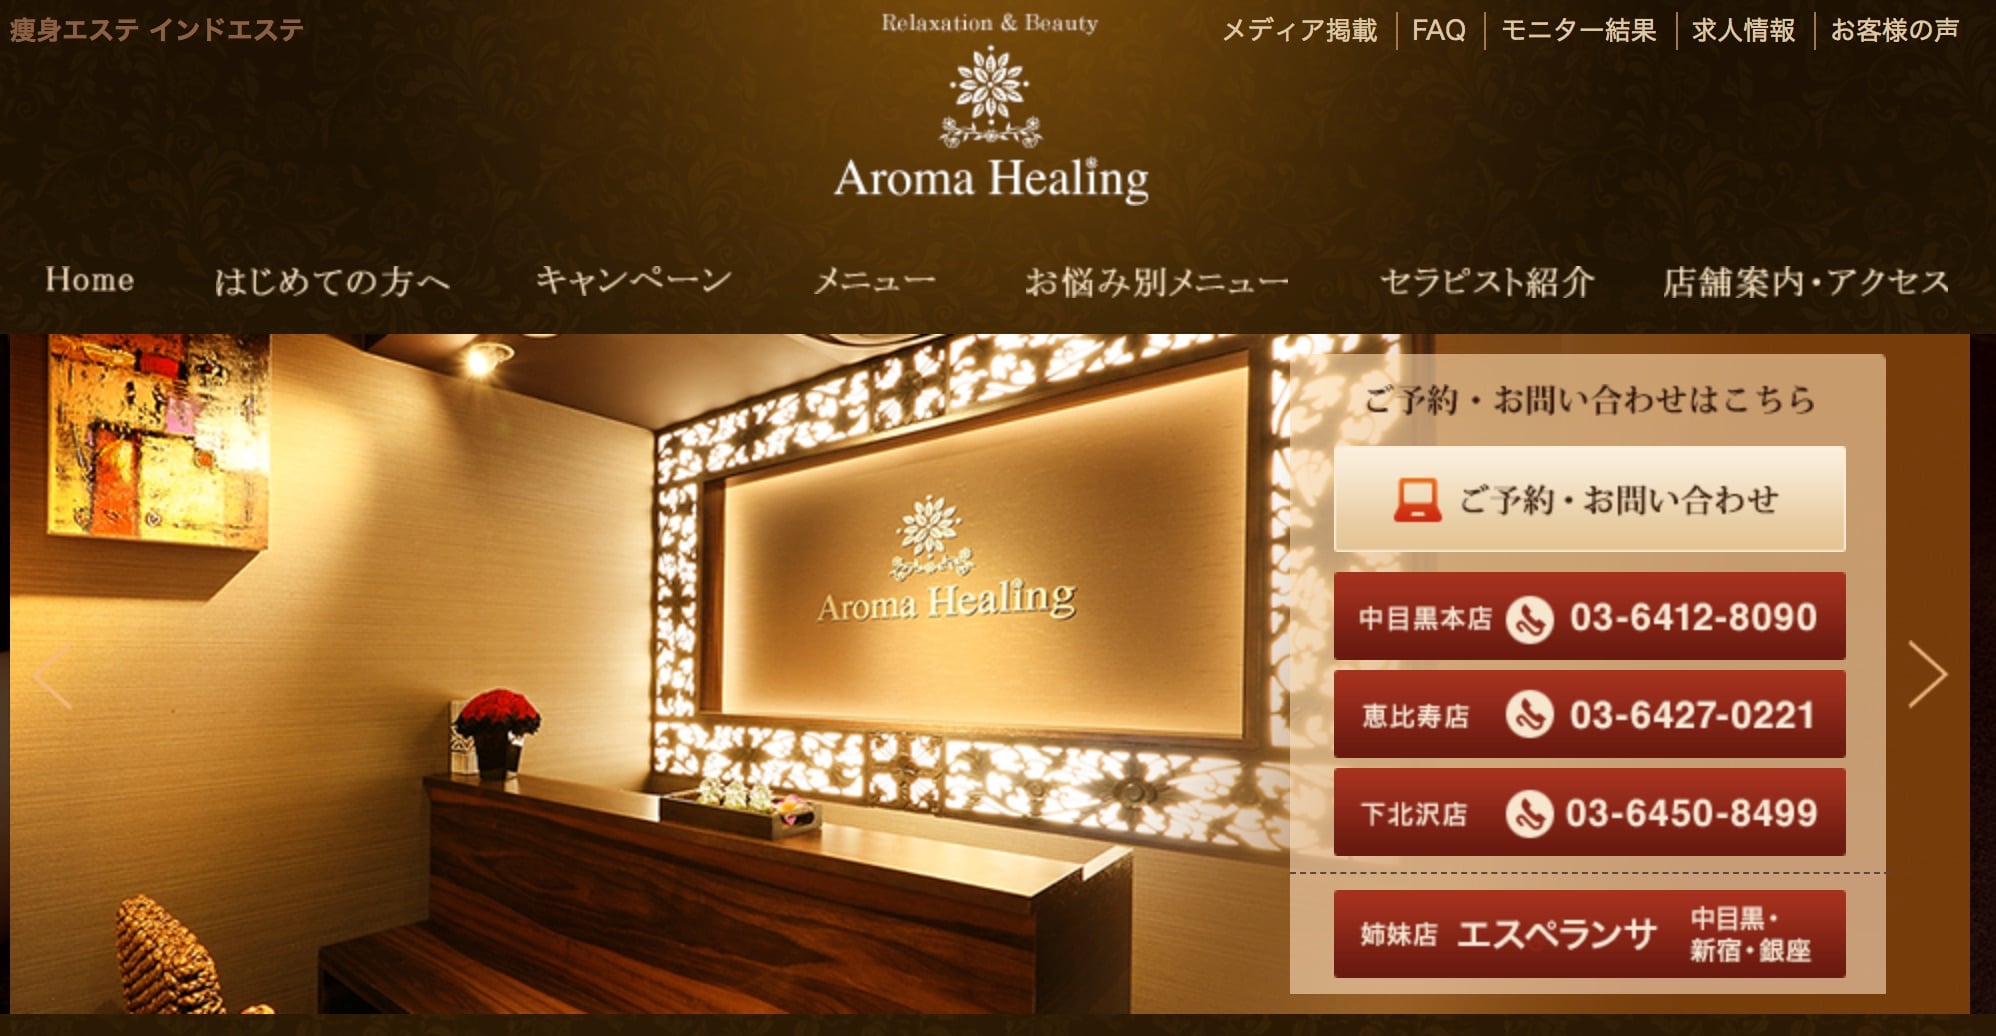 痩身エステ インドエステ
Relaxation & Beauty
Aroma Healing
メディア掲載
FAQ
モニター結果
求人情報
お客様の声
Home
はじめての方へ
キャンペーン
メニュー
お悩み別メニュー
セラピスト紹介
店舗案内・アクセス
Aroma Healing
ご予約・お問い合わせはこちら
ご予約・お問い合わせ
中目黒本店 03-6412-8090
恵比寿店 03-6427-0221
下北沢店 03-6450-8499
姉妹店 エスペランサ
中目黒・
新宿・銀座